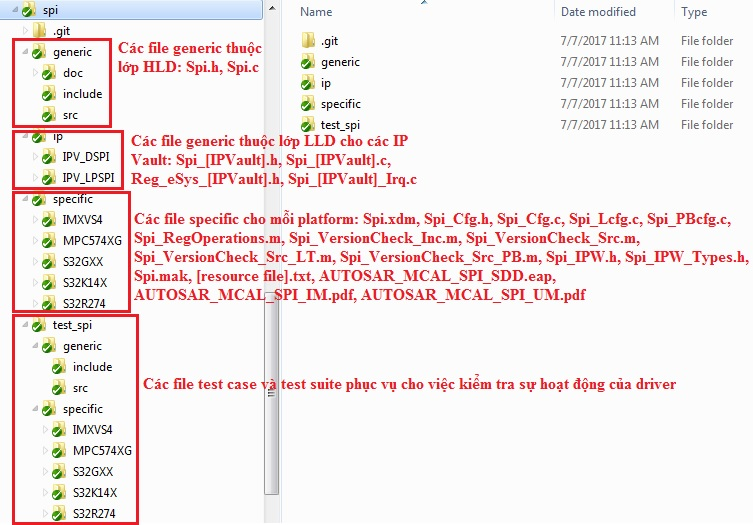 spi
.git
generic
doc
include
src
Các file generic thuộc
lớp HLD: Spi.h, Spi.c
ip
IPV_DSPI
IPV_LPSPI
Các file generic thuộc lớp LLD cho các IP
Vault: Spi_[IPVault].h, Spi_[IPVault].c,
Reg_eSys_[IPVault].h, Spi_[IPVault]_Irq.c
specific
IMXVS4
MPC574XG
S32GXX
S32K14X
S32R274
Các file specific cho mỗi platform: Spi.xdm, Spi_Cfg.h, Spi_Cfg.c, Spi_Lcfg.c, Spi_PBcfg.c,
Spi_RegOperations.m, Spi_VersionCheck_Inc.m, Spi_VersionCheck_Src.m,
Spi_VersionCheck_Src_LT.m, Spi_VersionCheck_Src_PB.m, Spi_IPW.h, Spi_IPW_Types.h,
Spi.mak, [resource file].txt, AUTOSAR_MCAL_SPI_SDD.eap,
AUTOSAR_MCAL_SPI_IM.pdf, AUTOSAR_MCAL_SPI_UM.pdf
test_spi
generic
include
src
specific
IMXVS4
MPC574XG
S32GXX
S32K14X
S32R274
Các file test case và test suite phục vụ cho việc kiểm tra sự hoạt động của driver
Name Date modified Type
.git 7/7/2017 11:13 AM File folder
generic 7/7/2017 11:13 AM File folder
ip 7/7/2017 11:13 AM File folder
specific 7/7/2017 11:13 AM File folder
test_spi 7/7/2017 11:13 AM File folder